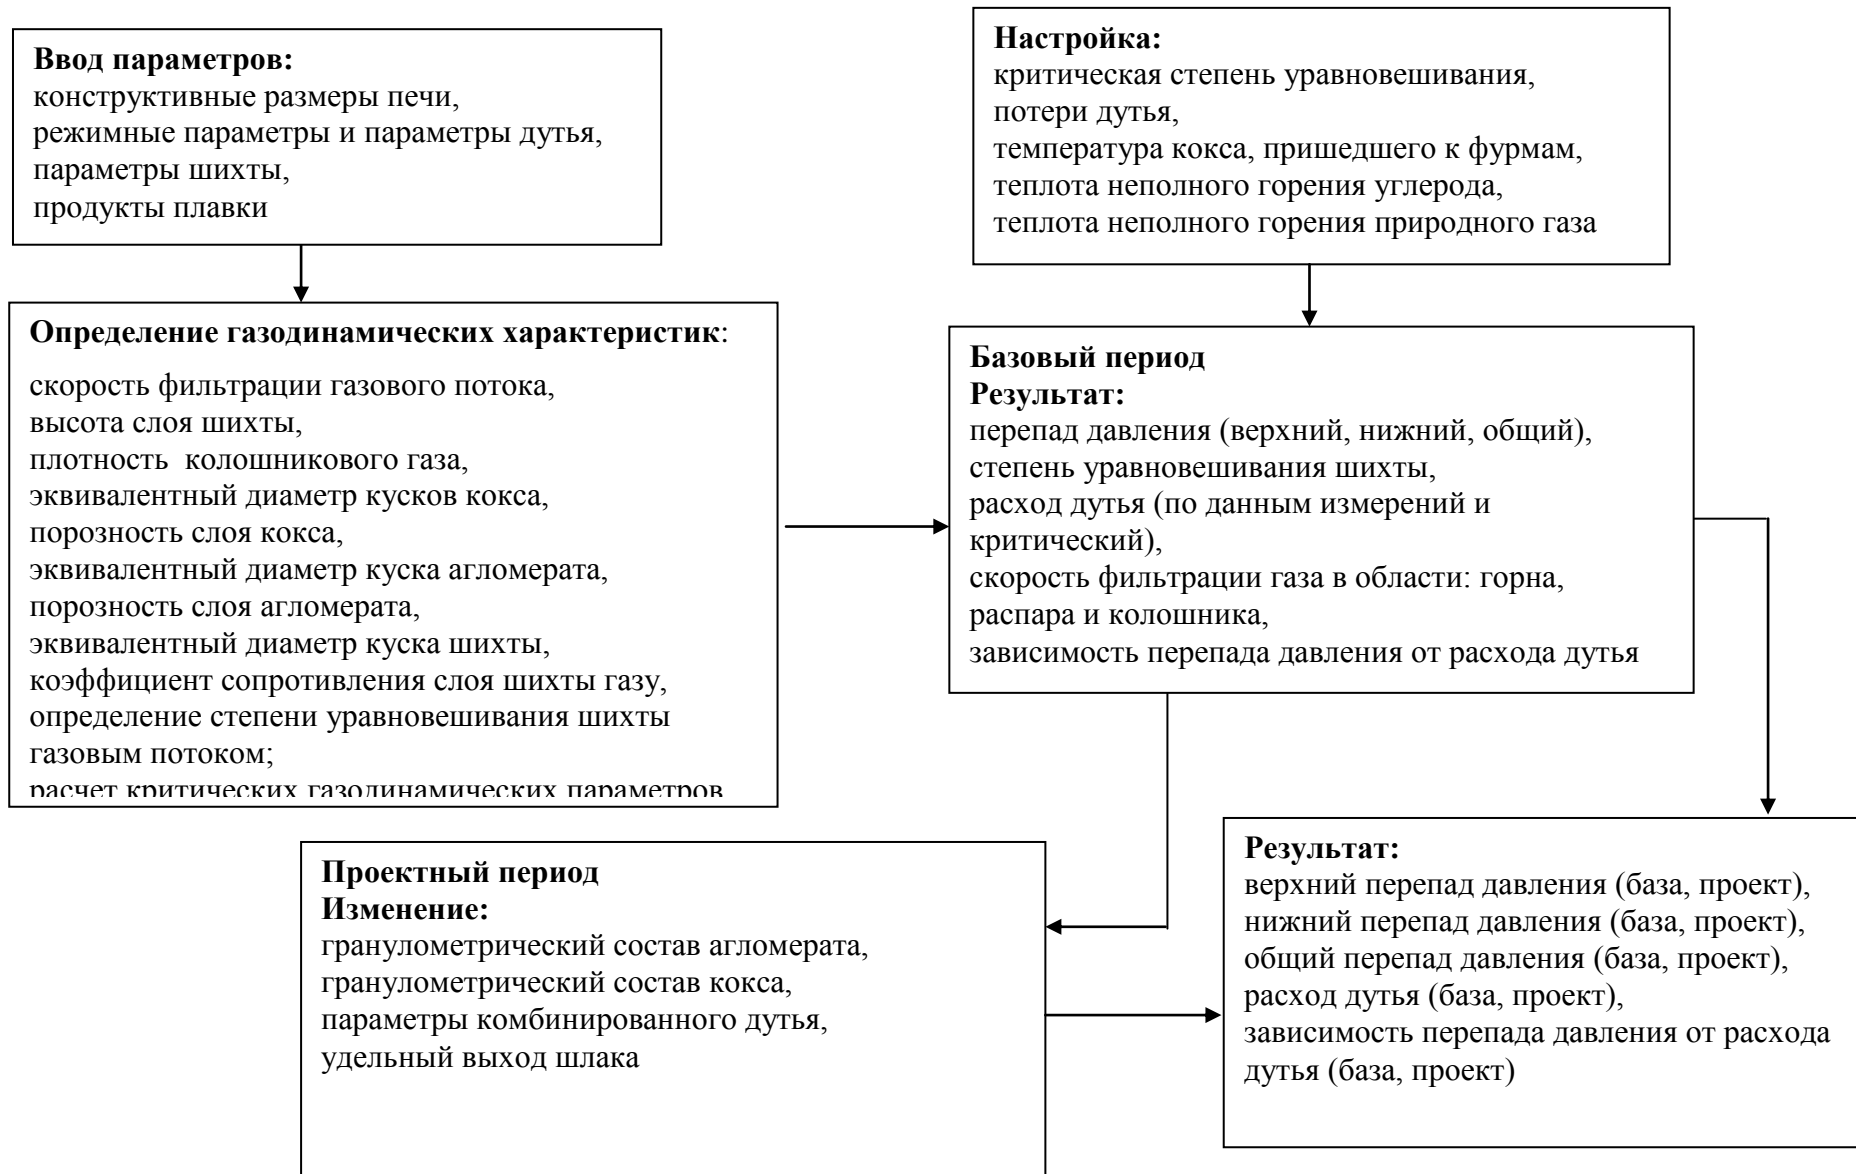 Ввод параметров:
конструктивные размеры печи,
режимные параметры и параметры дутья,
параметры шихты,
продукты плавки
Настройка:
критическая степень уравновешивания,
потери дутья,
температура кокса, пришедшего к фурмам,
теплота неполного горения углерода,
теплота неполного горения природного газа
Определение газодинамических характеристик:
скорость фильтрации газового потока,
высота слоя шихты,
плотность колошникового газа,
эквивалентный диаметр кусков кокса,
порозность слоя кокса,
эквивалентный диаметр куска агломерата,
порозность слоя агломерата,
эквивалентный диаметр куска шихты,
коэффициент сопротивления слоя шихты газу,
определение степени уравновешивания шихты
газовым потоком;
расчет критических газодинамических параметров
Базовый период
Результат:
перепад давления (верхний, нижний, общий),
степень уравновешивания шихты,
расход дутья (по данным измерений и
критический),
скорость фильтрации газа в области: горна,
распара и колошника,
зависимость перепада давления от расхода дутья
Проектный период
Изменение:
гранулометрический состав агломерата,
гранулометрический состав кокса,
параметры комбинированного дутья,
удельный выход шлака
Результат:
верхний перепад давления (база, проект),
нижний перепад давления (база, проект),
общий перепад давления (база, проект),
расход дутья (база, проект),
зависимость перепада давления от расхода
дутья (база, проект)